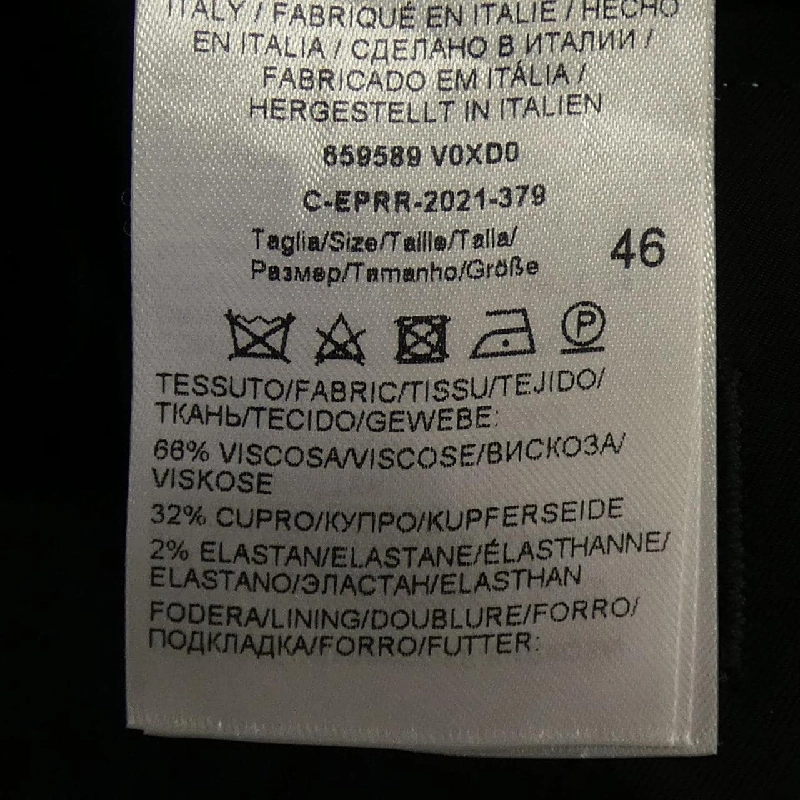 ITALY / FABRIQUÉ EN ITALIE / HECHO
EN ITALIA / СДЕЛАНО В ИТАЛИИ /
FABRICADO EM ITÁLIA /
HERGESTELLT IN ITALIEN
659589 V0XD0
C-EPRR-2021-379
Taglia/Size/Taille/Talla/
Размер/Tamanho/Größe
46
P
TESSUTO/FABRIC/TISSU/TEJIDO/
ТКАНЬ/TECIDO/GEWEBE:
66% VISCOSA/VISCOSE/ВИСКОЗА/
VISKOSE
32% CUPRO/КУПРО/KUPFERSEIDE
2% ELASTAN/ELASTANE/ÉLASTHANNE/
ELASTANO/ЭЛАСТАН/ELASTHAN
FODERA/LINING/DOUBLURE/FORRO/
ПОДКЛАДКА/FORRO/FUTTER: